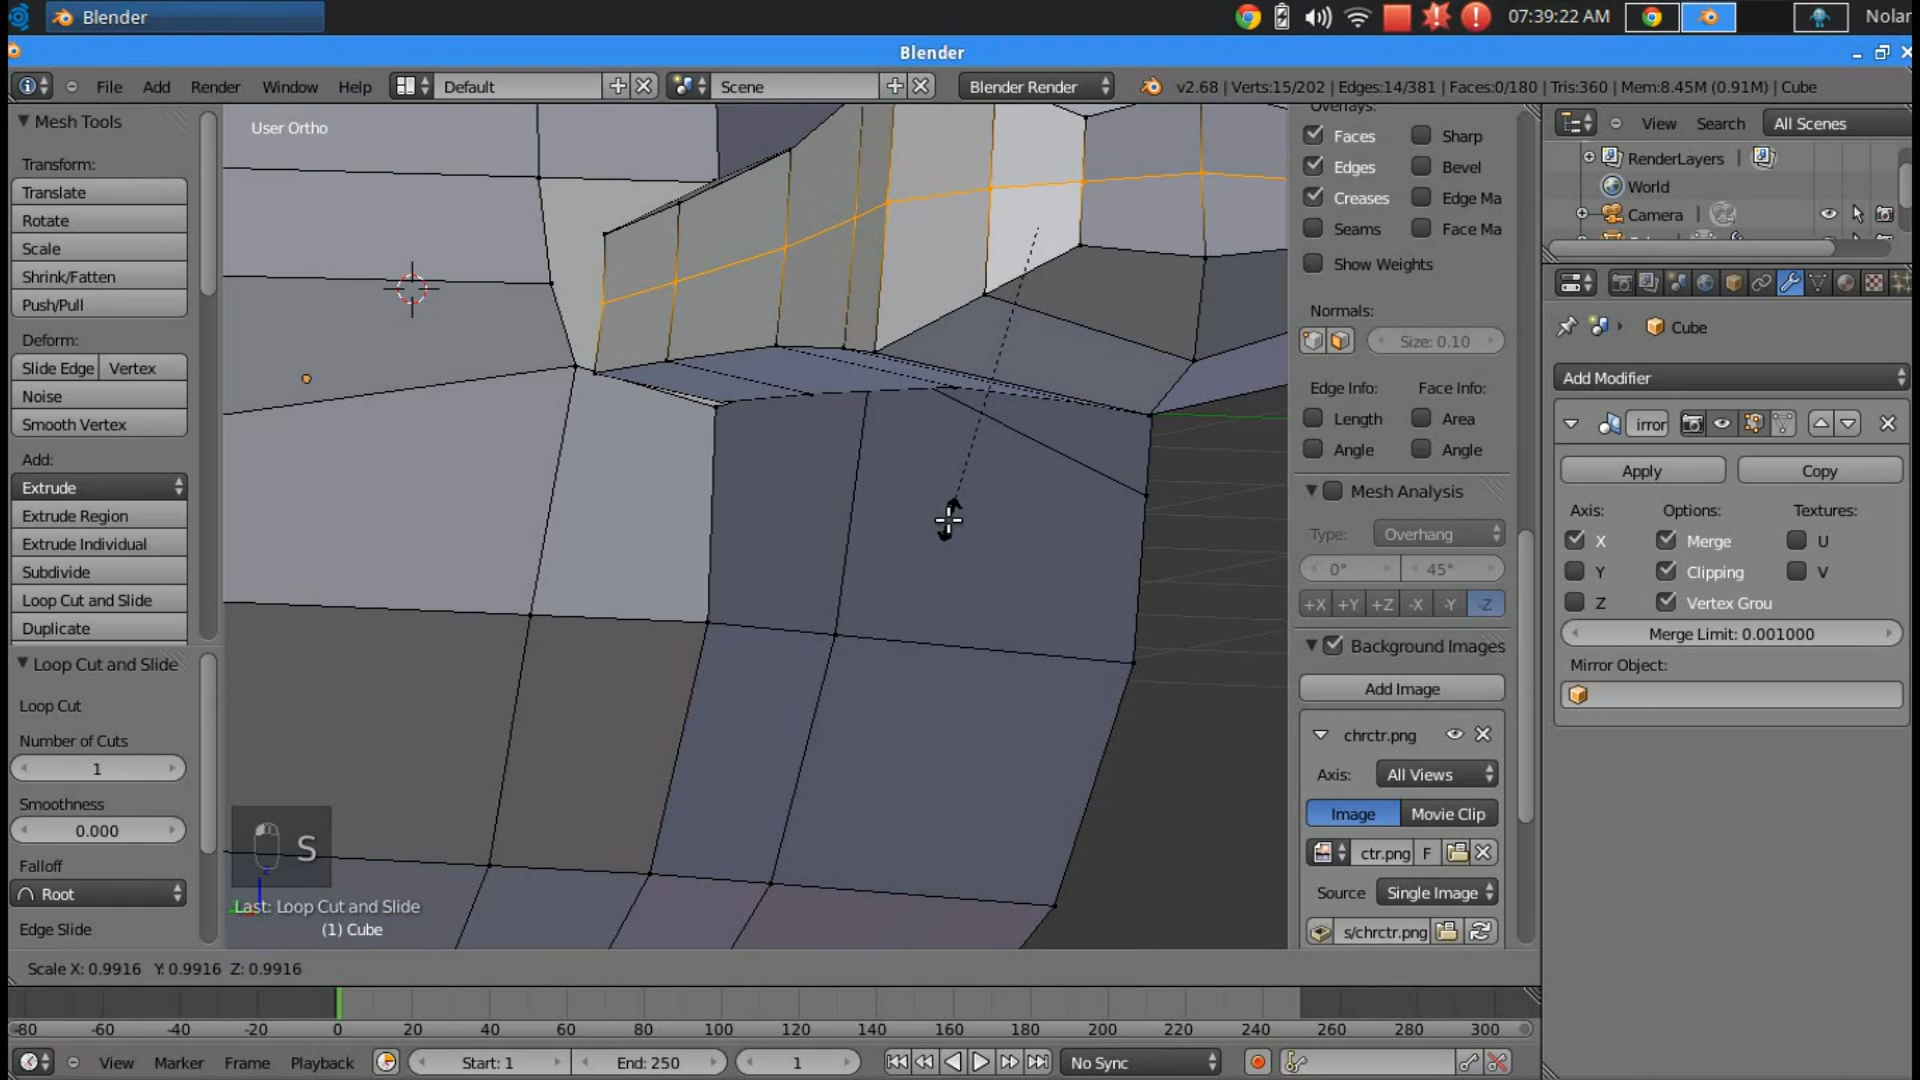 Blender
07:39:22 AM
Nolar
Blender
File Add Render Window Help Default Scene Blender Render v2.68 | Verts:15/202 | Edges:14/381 | Faces:0/180 | Tris:360 | Mem:8.45M (0.91M) | Cube
Mesh Tools
Transform:
Translate
Rotate
Scale
Shrink/Fatten
Push/Pull
Deform:
Slide Edge Vertex
Noise
Smooth Vertex
Add:
Extrude
Extrude Region
Extrude Individual
Subdivide
Loop Cut and Slide
Duplicate
Loop Cut and Slide
Loop Cut
Number of Cuts
1
Smoothness
0.000
Falloff
Root
Edge Slide
User Ortho
S
Last: Loop Cut and Slide
(1) Cube
Scale X: 0.9916 Y: 0.9916 Z: 0.9916
Overlays:
Faces Sharp
Edges Bevel
Creases Edge Ma
Seams Face Ma
Show Weights
Normals:
Size: 0.10
Edge Info: Face Info:
Length Area
Angle Angle
Mesh Analysis
Type: Overhang
0° 45°
+X +Y +Z -X -Y -Z
Background Images
Add Image
chrctr.png
Axis: All Views
Image Movie Clip
ctr.png F
Source Single Image
s/chrctr.png
View Search All Scenes
RenderLayers
World
Camera
Cube
Add Modifier
irror
Apply Copy
Axis: Options: Textures:
X Merge U
Y Clipping V
Z Vertex Grou
Merge Limit: 0.001000
Mirror Object:
-80 -60 -40 -20 0 20 40 60 80 100 120 140 160 180 200 220 240 260 280 300
View Marker Frame Playback Start: 1 End: 250 1 No Sync